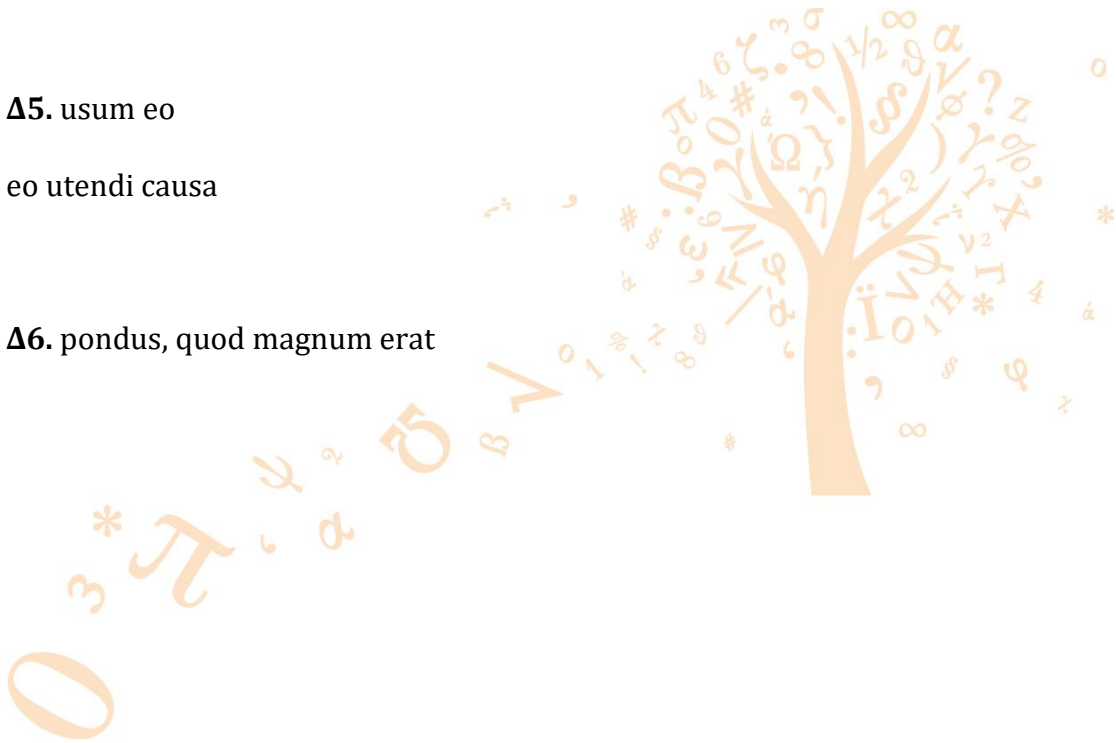 Δ5. usum eo
eo utendi causa
Δ6. pondus, quod magnum erat